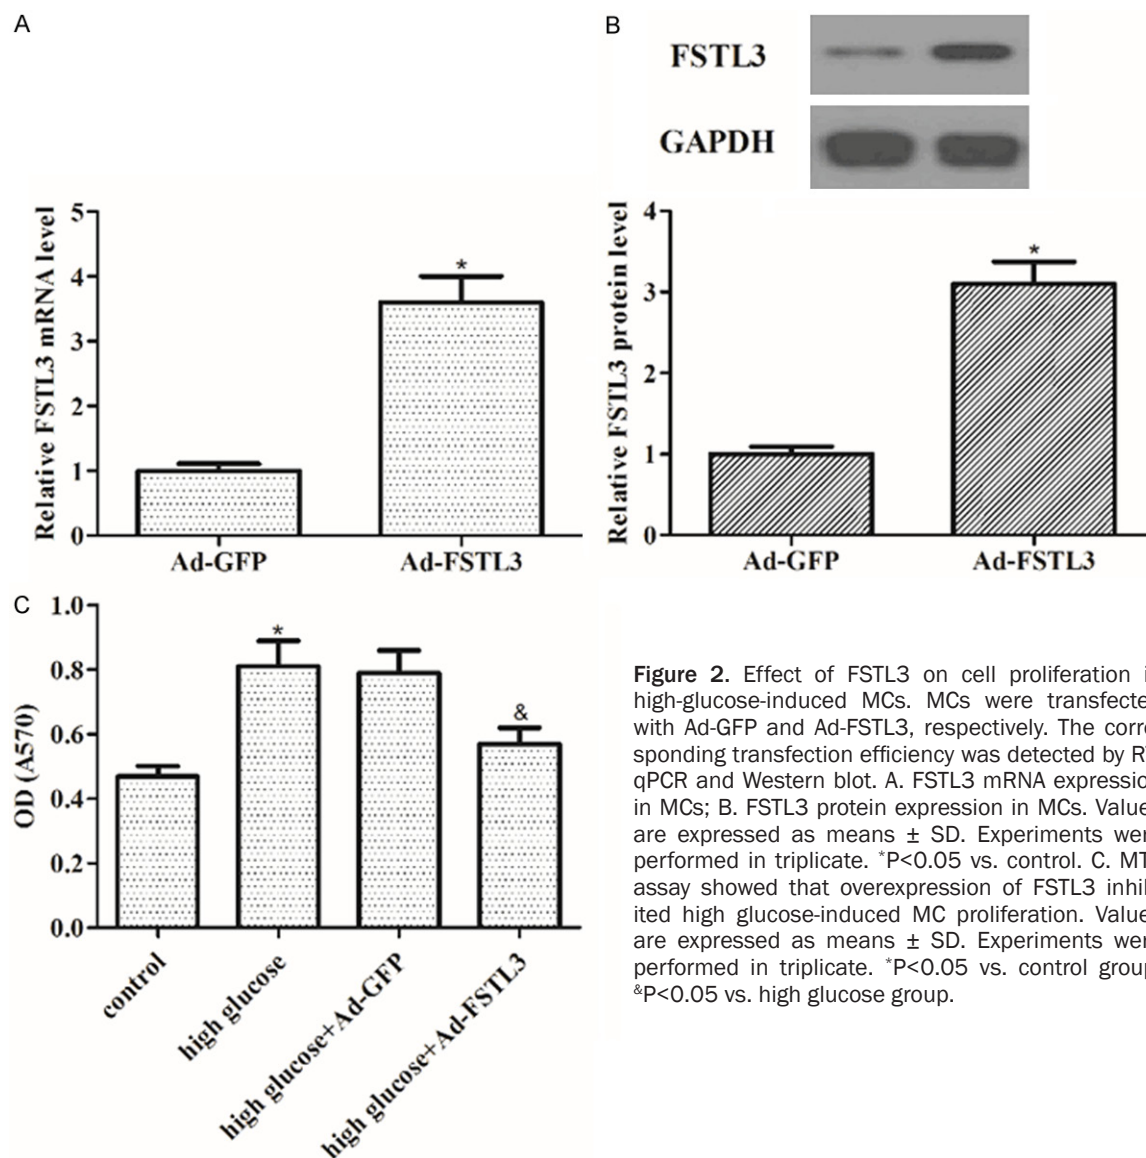 A
Relative FSTL3 mRNA level
5
4
3
2
1
0
*
Ad-GFP
Ad-FSTL3
B
FSTL3
GAPDH
Relative FSTL3 protein level
4
3
2
1
0
*
Ad-GFP
Ad-FSTL3
C
OD (A570)
1.0
0.8
0.6
0.4
0.2
0.0
*
&
control
high glucose
high glucose+Ad-GFP
high glucose+Ad-FSTL3
Figure 2. Effect of FSTL3 on cell proliferation i
high-glucose-induced MCs. MCs were transfecte
with Ad-GFP and Ad-FSTL3, respectively. The corre
sponding transfection efficiency was detected by R
qPCR and Western blot. A. FSTL3 mRNA expressio
in MCs; B. FSTL3 protein expression in MCs. Value
are expressed as means ± SD. Experiments wer
performed in triplicate. *P<0.05 vs. control. C. MT
assay showed that overexpression of FSTL3 inhi
ited high glucose-induced MC proliferation. Value
are expressed as means ± SD. Experiments wer
performed in triplicate. *P<0.05 vs. control group
&P<0.05 vs. high glucose group.